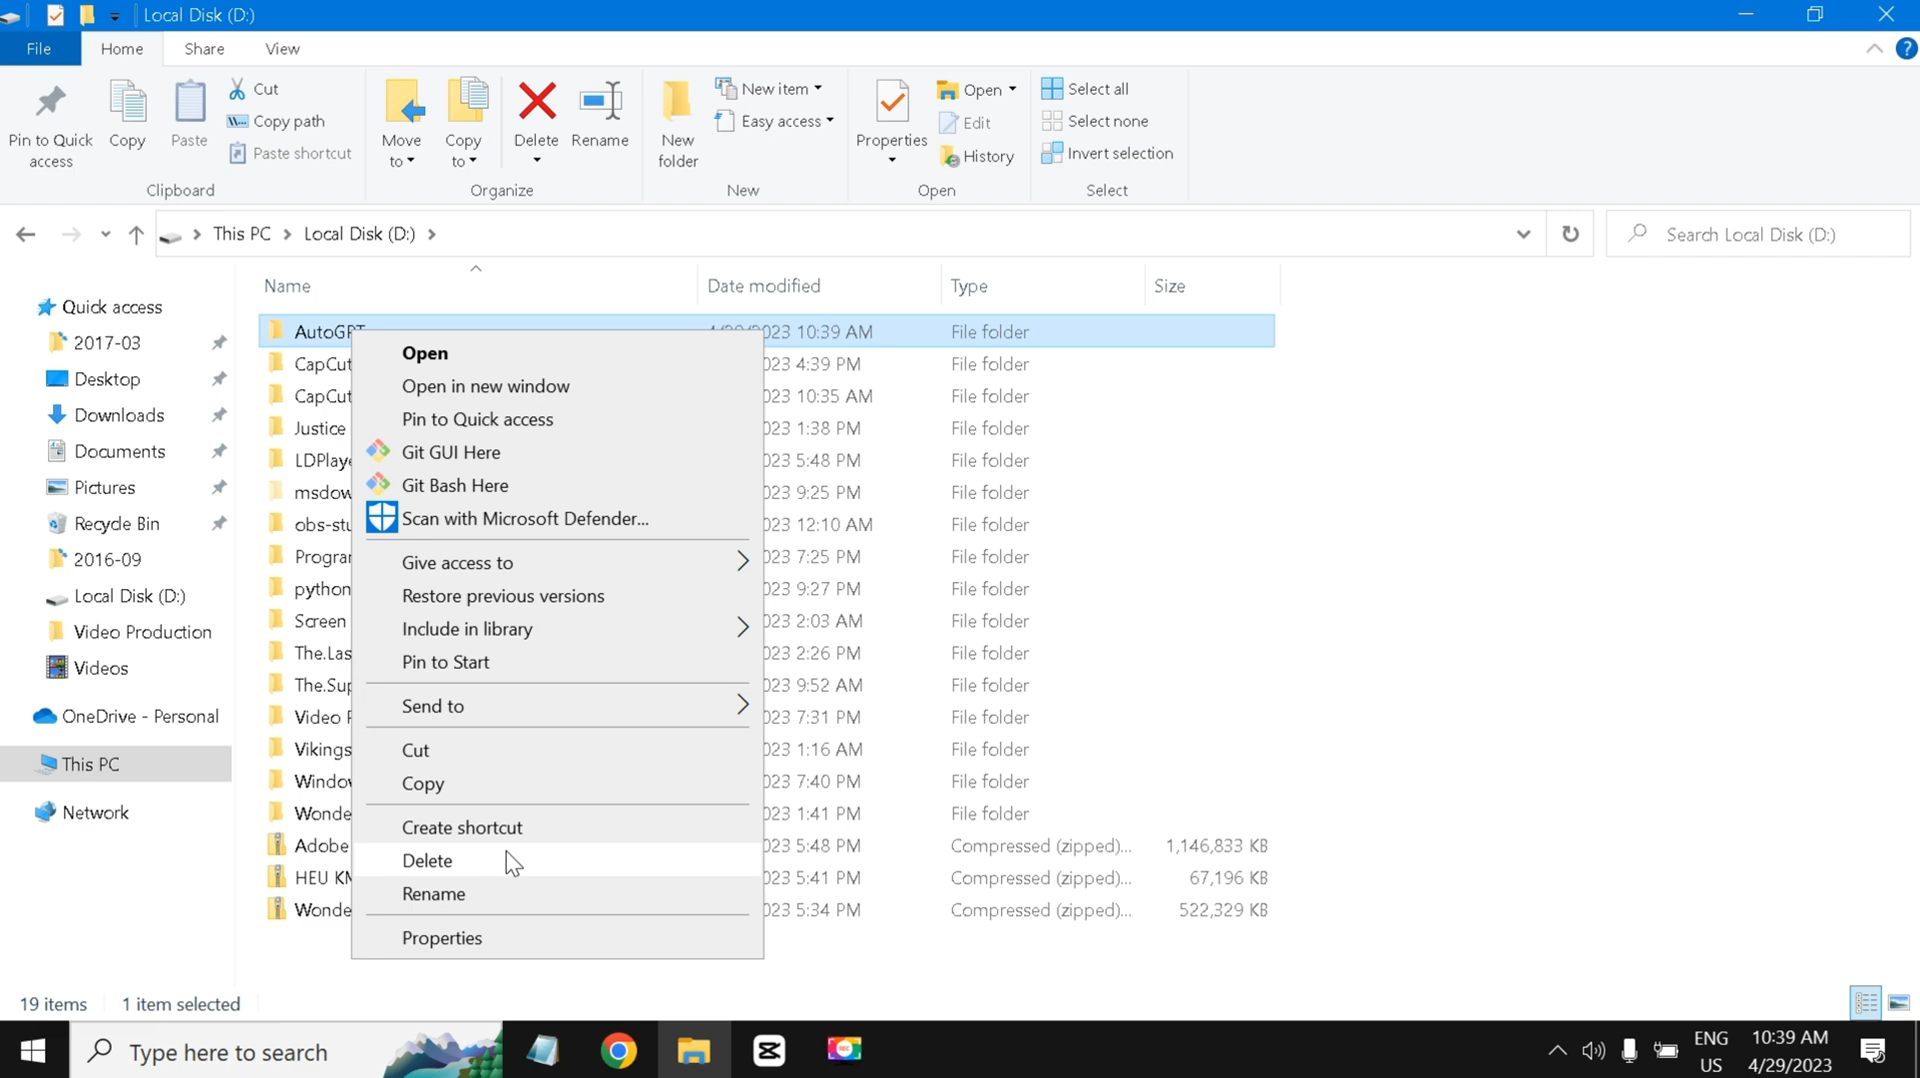 Local Disk (D:)
File Home Share View
Pin to Quick access
Copy
Paste
Cut
Copy path
Paste shortcut
Clipboard
Move to
Copy to
Delete
Rename
Organize
New folder
New item
Easy access
New
Properties
Open
Edit
History
Open
Select all
Select none
Invert selection
Select
This PC > Local Disk (D:) >
Search Local Disk (D:)
Quick access
2017-03
Desktop
Downloads
Documents
Pictures
Recycle Bin
2016-09
Local Disk (D:)
Video Production
Videos
OneDrive - Personal
This PC
Network
Name Date modified Type Size
AutoGPT 4/29/2023 10:39 AM File folder
CapCut 023 4:39 PM File folder
CapCut 023 10:35 AM File folder
Justice 023 1:38 PM File folder
LDPlaye 023 5:48 PM File folder
msdow 023 9:25 PM File folder
obs-stu 023 12:10 AM File folder
Program 023 7:25 PM File folder
python 023 9:27 PM File folder
Screen 023 2:03 AM File folder
The.Las 023 2:26 PM File folder
The.Sup 023 9:52 AM File folder
Video P 023 7:31 PM File folder
Vikings 023 1:16 AM File folder
Window 023 7:40 PM File folder
Wonde 023 1:41 PM File folder
Adobe 023 5:48 PM Compressed (zipped)... 1,146,833 KB
HEU KM 023 5:41 PM Compressed (zipped)... 67,196 KB
Wonde 023 5:34 PM Compressed (zipped)... 522,329 KB
Open
Open in new window
Pin to Quick access
Git GUI Here
Git Bash Here
Scan with Microsoft Defender...
Give access to
Restore previous versions
Include in library
Pin to Start
Send to
Cut
Copy
Create shortcut
Delete
Rename
Properties
19 items 1 item selected
Type here to search
ENG
US
10:39 AM
4/29/2023